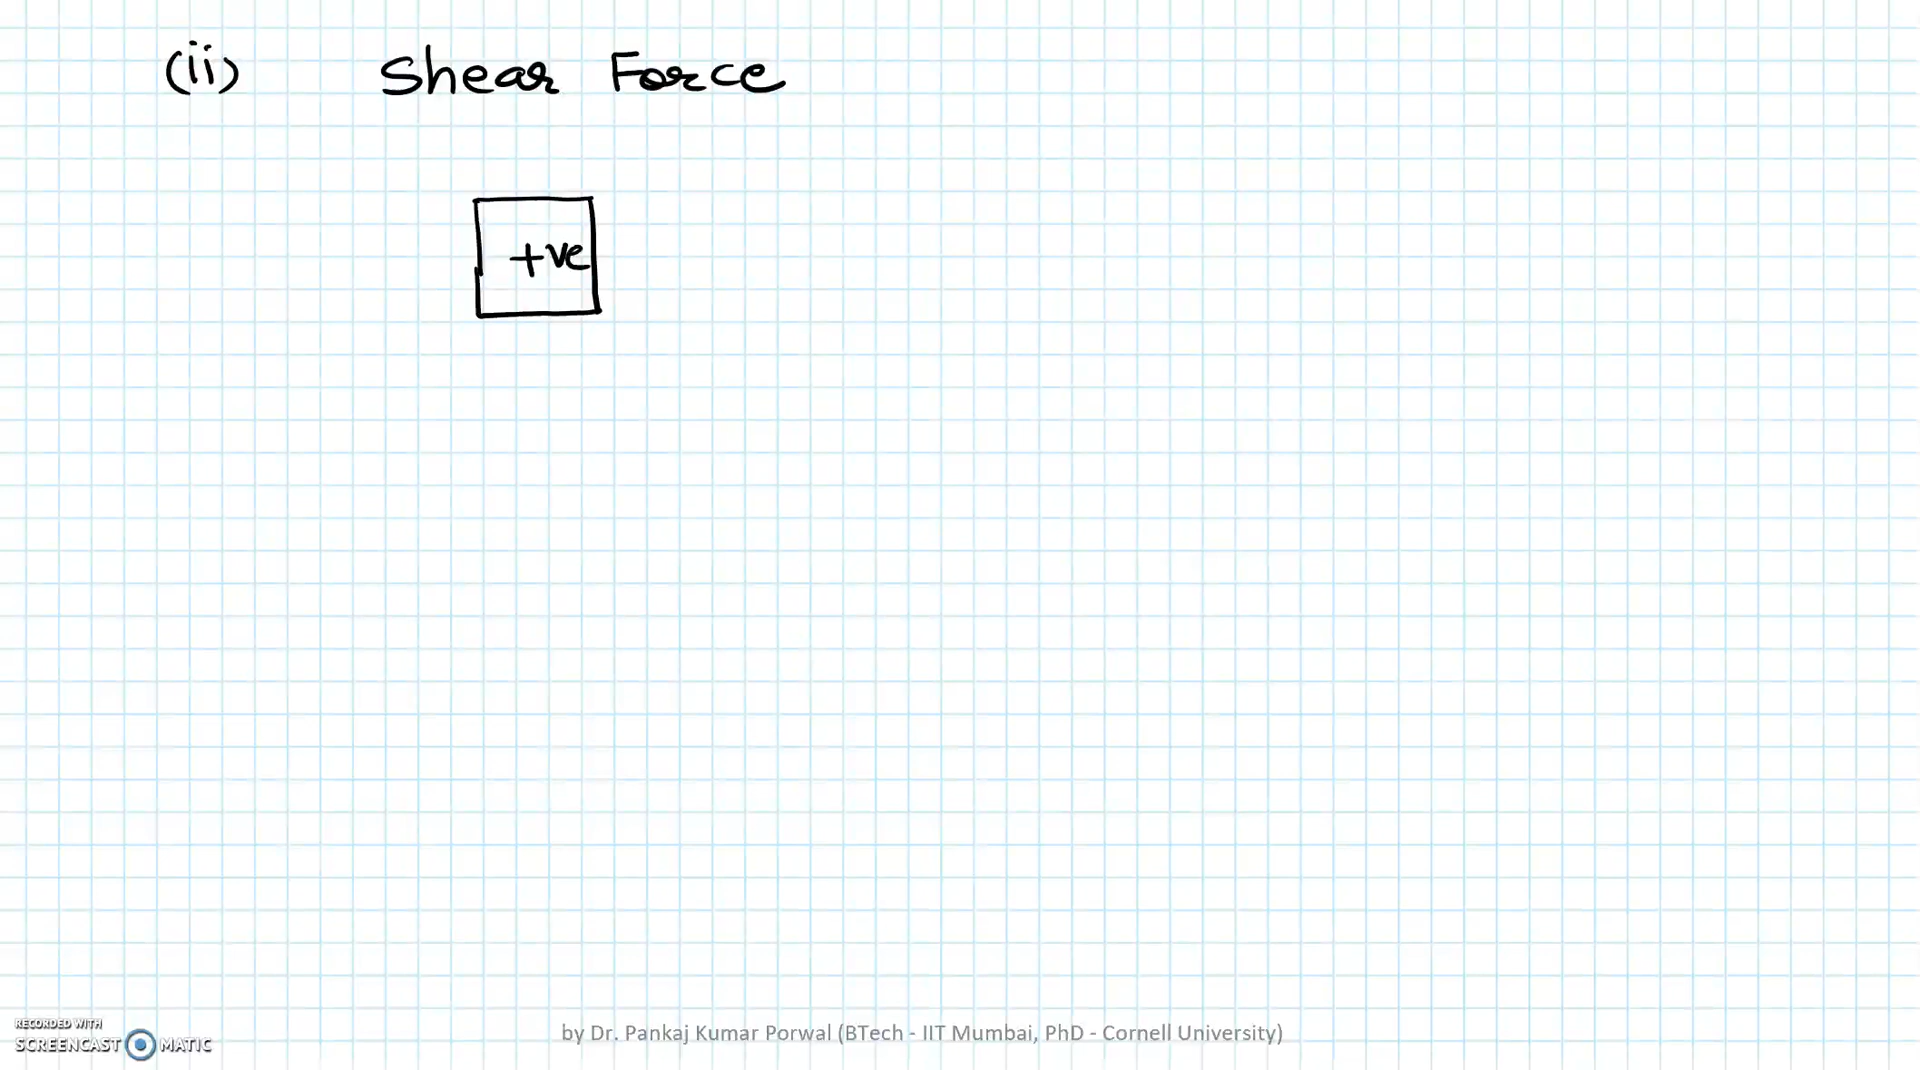 (ii) Shear Force
+ve
RECORDED WITH
SCREENCAST MATIC
by Dr. Pankaj Kumar Porwal (BTech - IIT Mumbai, PhD - Cornell University)